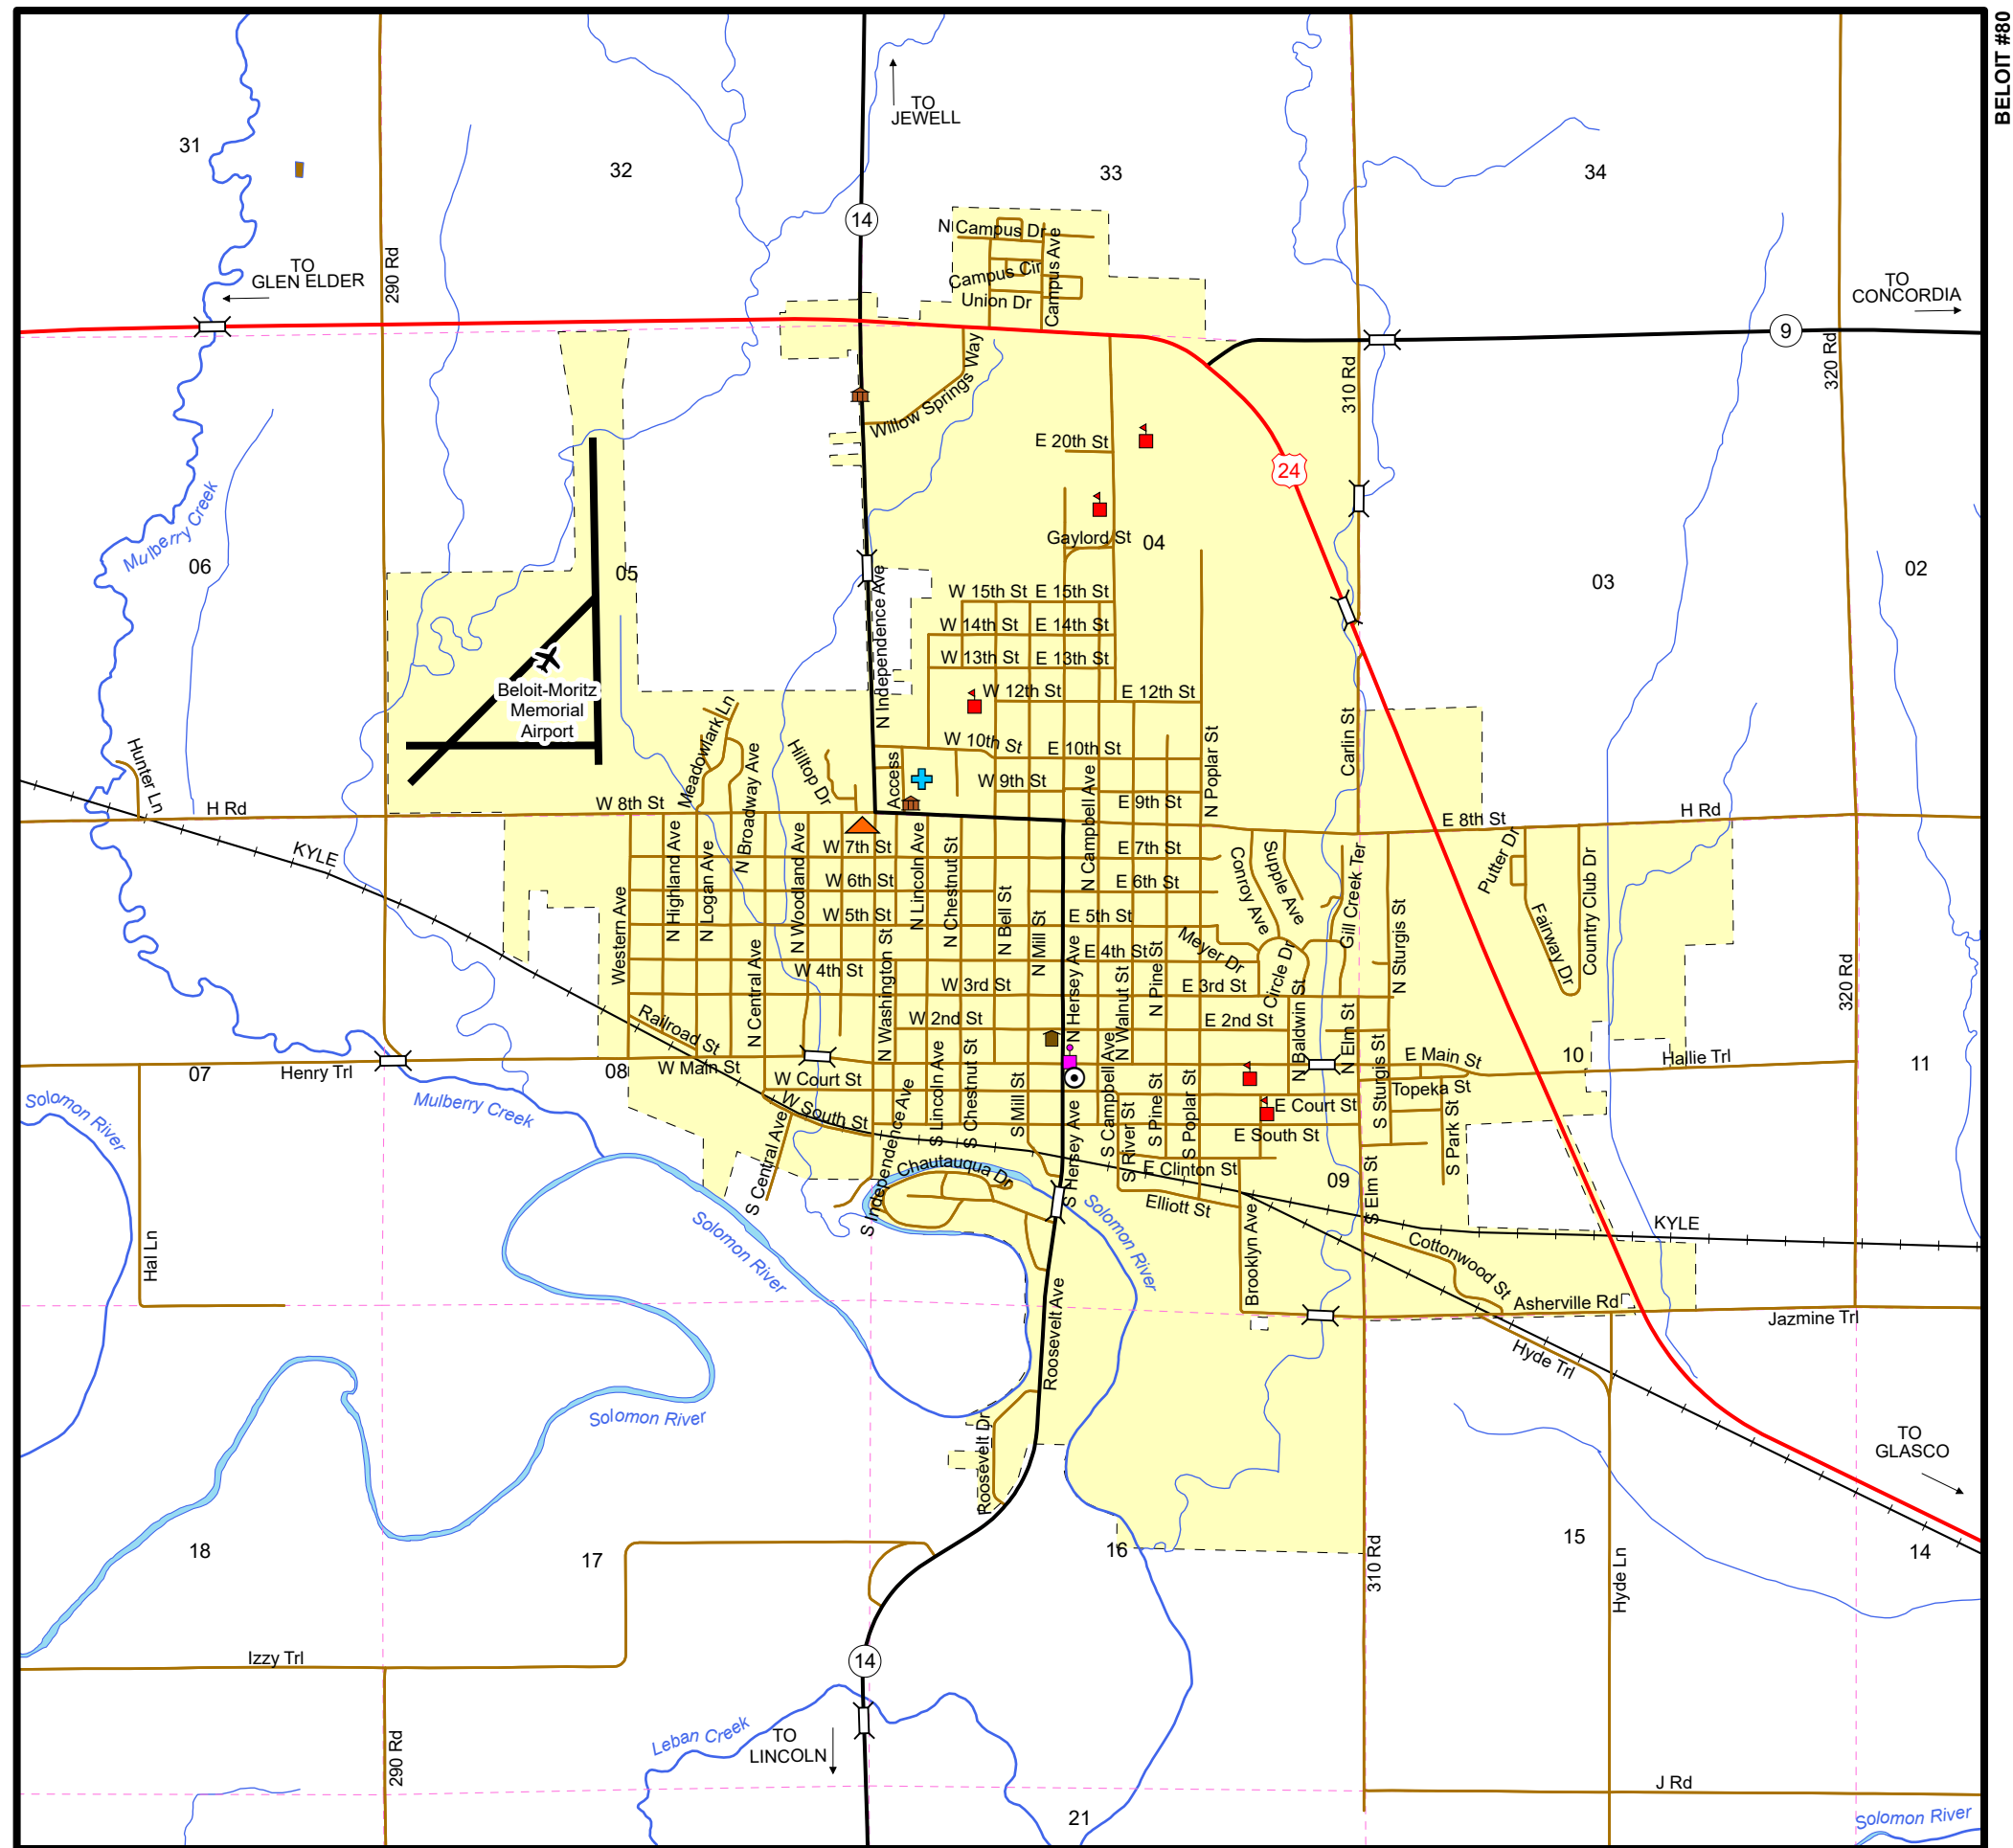 BELOIT #80
TO
JEWELL
31
32
33
34
14
N Campus Dr
Campus Ave
Campus Cir
Union Dr
TO
GLEN ELDER
290 Rd
TO
CONCORDIA
9
310 Rd
320 Rd
Willow Springs Way
E 20th St
24
Mulberry Creek
Gaylord St
04
06
05
03
02
N Independence Ave
W 15th St
E 15th St
W 14th St
E 14th St
W 13th St
E 13th St
W 12th St
E 12th St
Beloit-Moritz
Memorial
Airport
Meadowlark Ln
Hunter Ln
N Broadway Ave
Hilltop Dr
Access
W 10th St
E 10th St
N Poplar St
Carlin St
W 9th St
E 9th St
N Campbell Ave
H Rd
W 8th St
E 8th St
H Rd
KYLE
W 7th St
E 7th St
W 6th St
E 6th St
W 5th St
E 5th St
W 4th St
E 4th St
W 3rd St
E 3rd St
W 2nd St
E 2nd St
Western Ave
N Highland Ave
N Logan Ave
N Central Ave
N Woodland Ave
N Washington St
N Lincoln Ave
N Chestnut St
N Bell St
N Mill St
N Hersey Ave
N Walnut St
N Pine St
Meyer Dr
Conroy Ave
Supple Ave
Circle Dr
Gill Creek Ter
N Sturgis St
N Baldwin St
N Elm St
Putter Dr
Fairway Dr
Country Club Dr
320 Rd
Railroad St
W Main St
E Main St
Hallie Trl
10
11
07
Henry Trl
08
W Court St
E Court St
Topeka St
W South St
E South St
Solomon River
Mulberry Creek
S Central Ave
S Independence Ave
S Lincoln Ave
S Chestnut St
S Mill St
S Hersey Ave
S Campbell Ave
S River St
S Pine St
S Poplar St
S Sturgis St
S Park St
S Elm St
Chautauqua Dr
E Clinton St
Elliott St
09
Hal Ln
Solomon River
Solomon River
Brooklyn Ave
KYLE
Cottonwood St
Asherville Rd
Jazmine Trl
Hyde Trl
Roosevelt Ave
Solomon River
Roosevelt Dr
TO
GLASCO
18
17
16
15
14
310 Rd
Hyde Ln
Izzy Trl
14
290 Rd
Leban Creek
TO
LINCOLN
J Rd
21
Solomon River